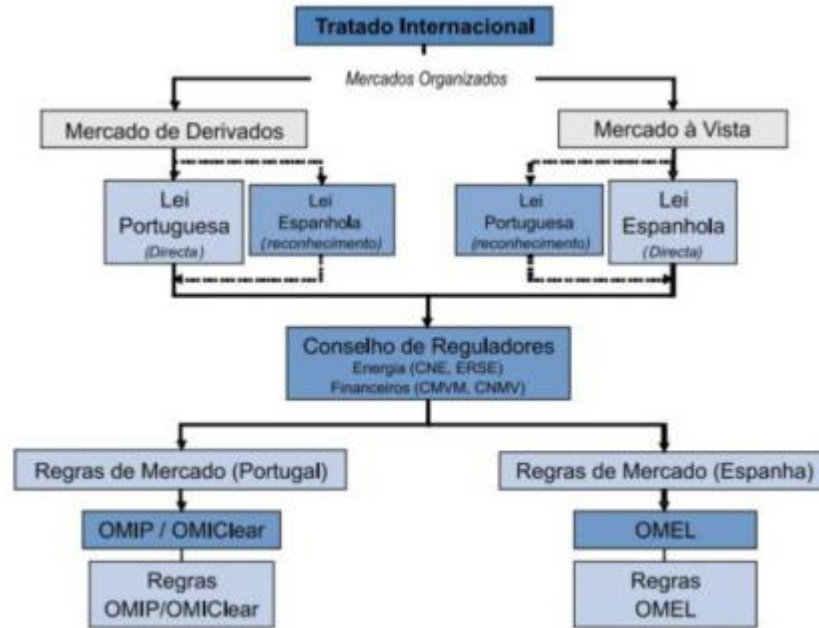 Tratado Internacional
Mercados Organizados
Mercado de Derivados
Mercado à Vista
Lei
Portuguesa
(Directa)
Lei
Espanhola
(reconhecimento)
Lei
Portuguesa
(reconhecimento)
Lei
Espanhola
(Directa)
Conselho de Reguladores
Energia (CNE, ERSE)
Financeiros (CMVM, CNMV)
Regras de Mercado (Portugal)
Regras de Mercado (Espanha)
OMIP / OMIClear
OMEL
Regras
OMIP/OMIClear
Regras
OMEL